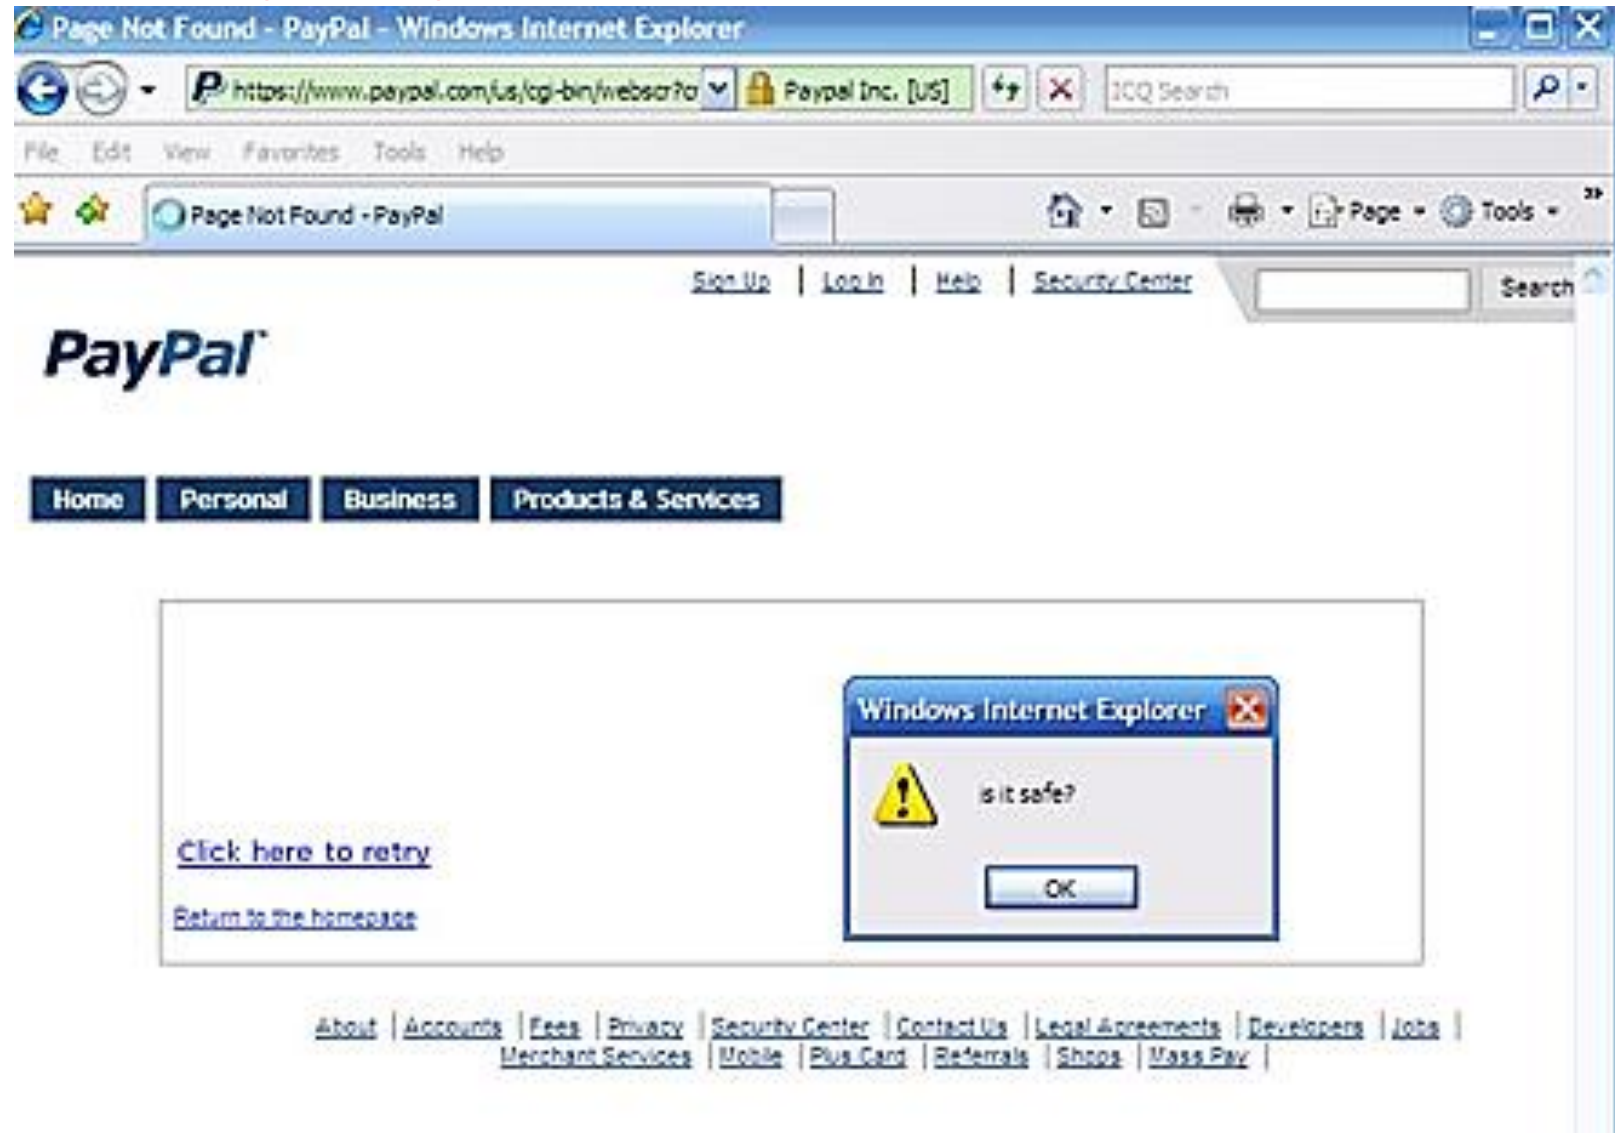 Page Not Found - PayPal - Windows Internet Explorer
https://www.paypal.com/us/cgi-bin/webscr?c Paypal Inc. [US] ICQ Search
File Edit View Favorites Tools Help
Page Not Found - PayPal Page Tools
Sign Up | Log In | Help | Security Center Search
PayPal
Home Personal Business Products & Services
Windows Internet Explorer
is it safe?
OK
Click here to retry
Return to the homepage
About | Accounts | Fees | Privacy | Security Center | Contact Us | Legal Agreements | Developers | Jobs |
Merchant Services | Mobile | Plus Card | Referrals | Shops | Mass Pay |